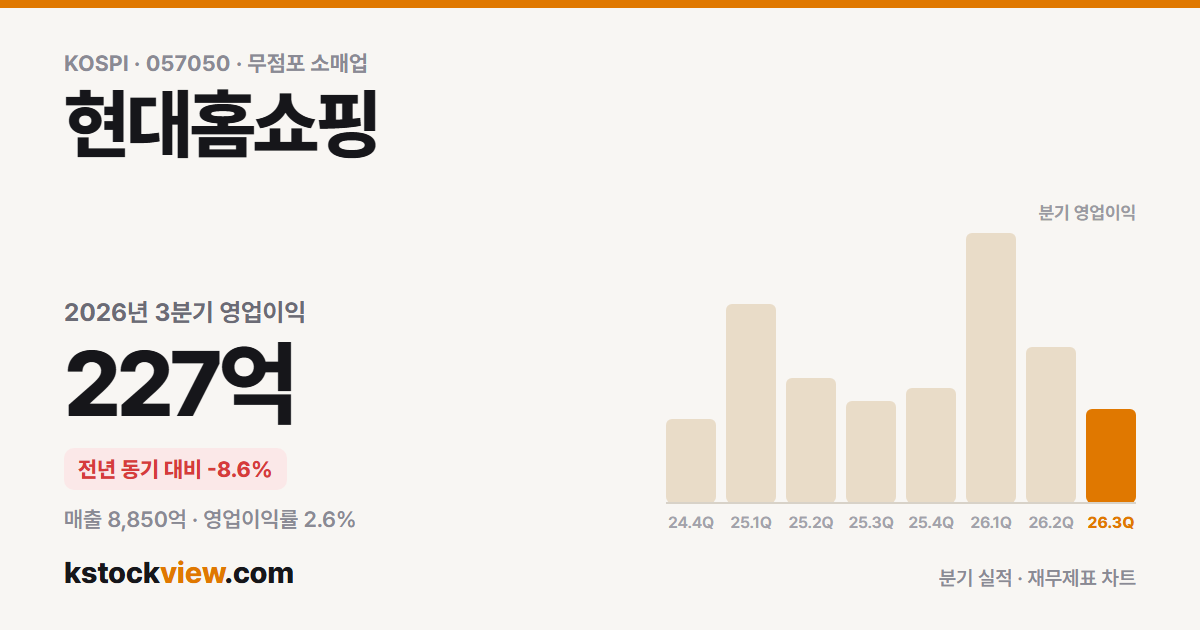 KOSPI · 057050 · 무점포 소매업
현대홈쇼핑
분기 영업이익
2026년 3분기 영업이익
227억
전년 동기 대비 -8.6%
매출 8,850억 · 영업이익률 2.6%
24.4Q 25.1Q 25.2Q 25.3Q 25.4Q 26.1Q 26.2Q 26.3Q
kstockview.com
분기 실적 · 재무제표 차트